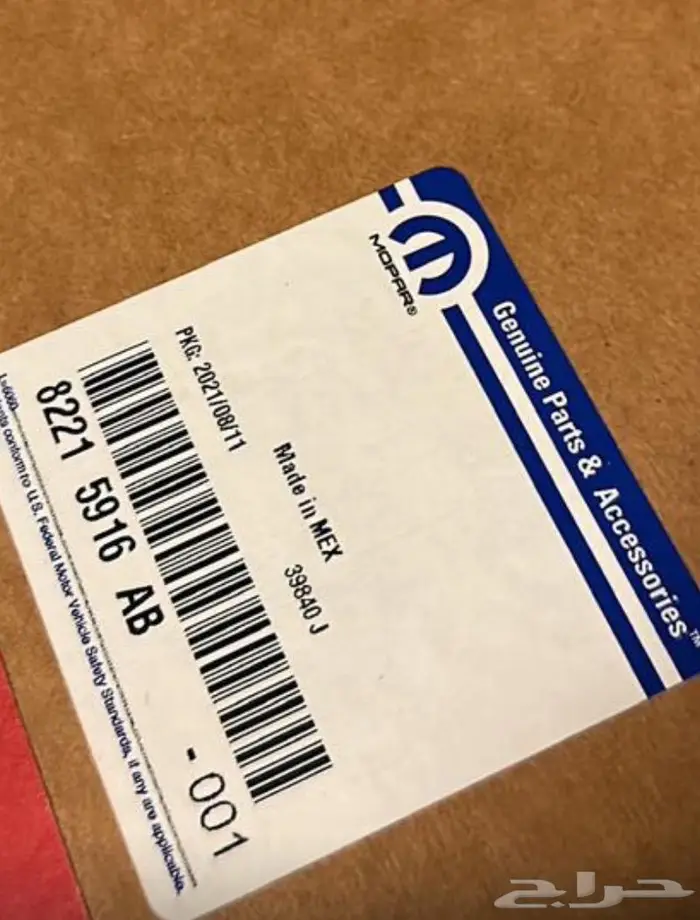 MOPAR®
Genuine Parts & Accessories™
Made in MEX 39840 J
PKG: 2021/08/11
8221 5916 AB -001
conform to U.S. Federal Motor Vehicle Safety Standards, if any are applicable.
حراج